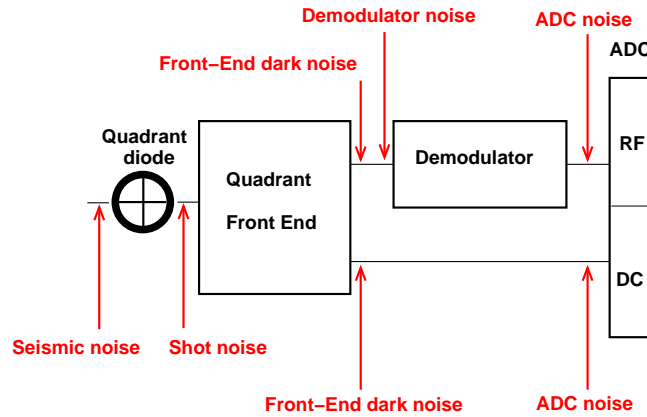 Demodulator noise
ADC noise
ADC
Front−End dark noise
Quadrant
diode
Quadrant
Front End
Demodulator
RF
DC
Seismic noise
Shot noise
Front−End dark noise
ADC noise